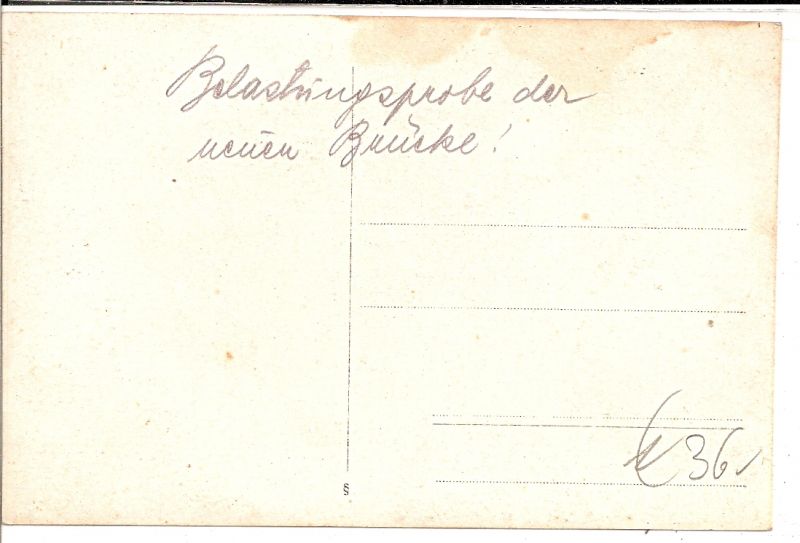 Belastungsprobe der
neuen Brücke!
§
36